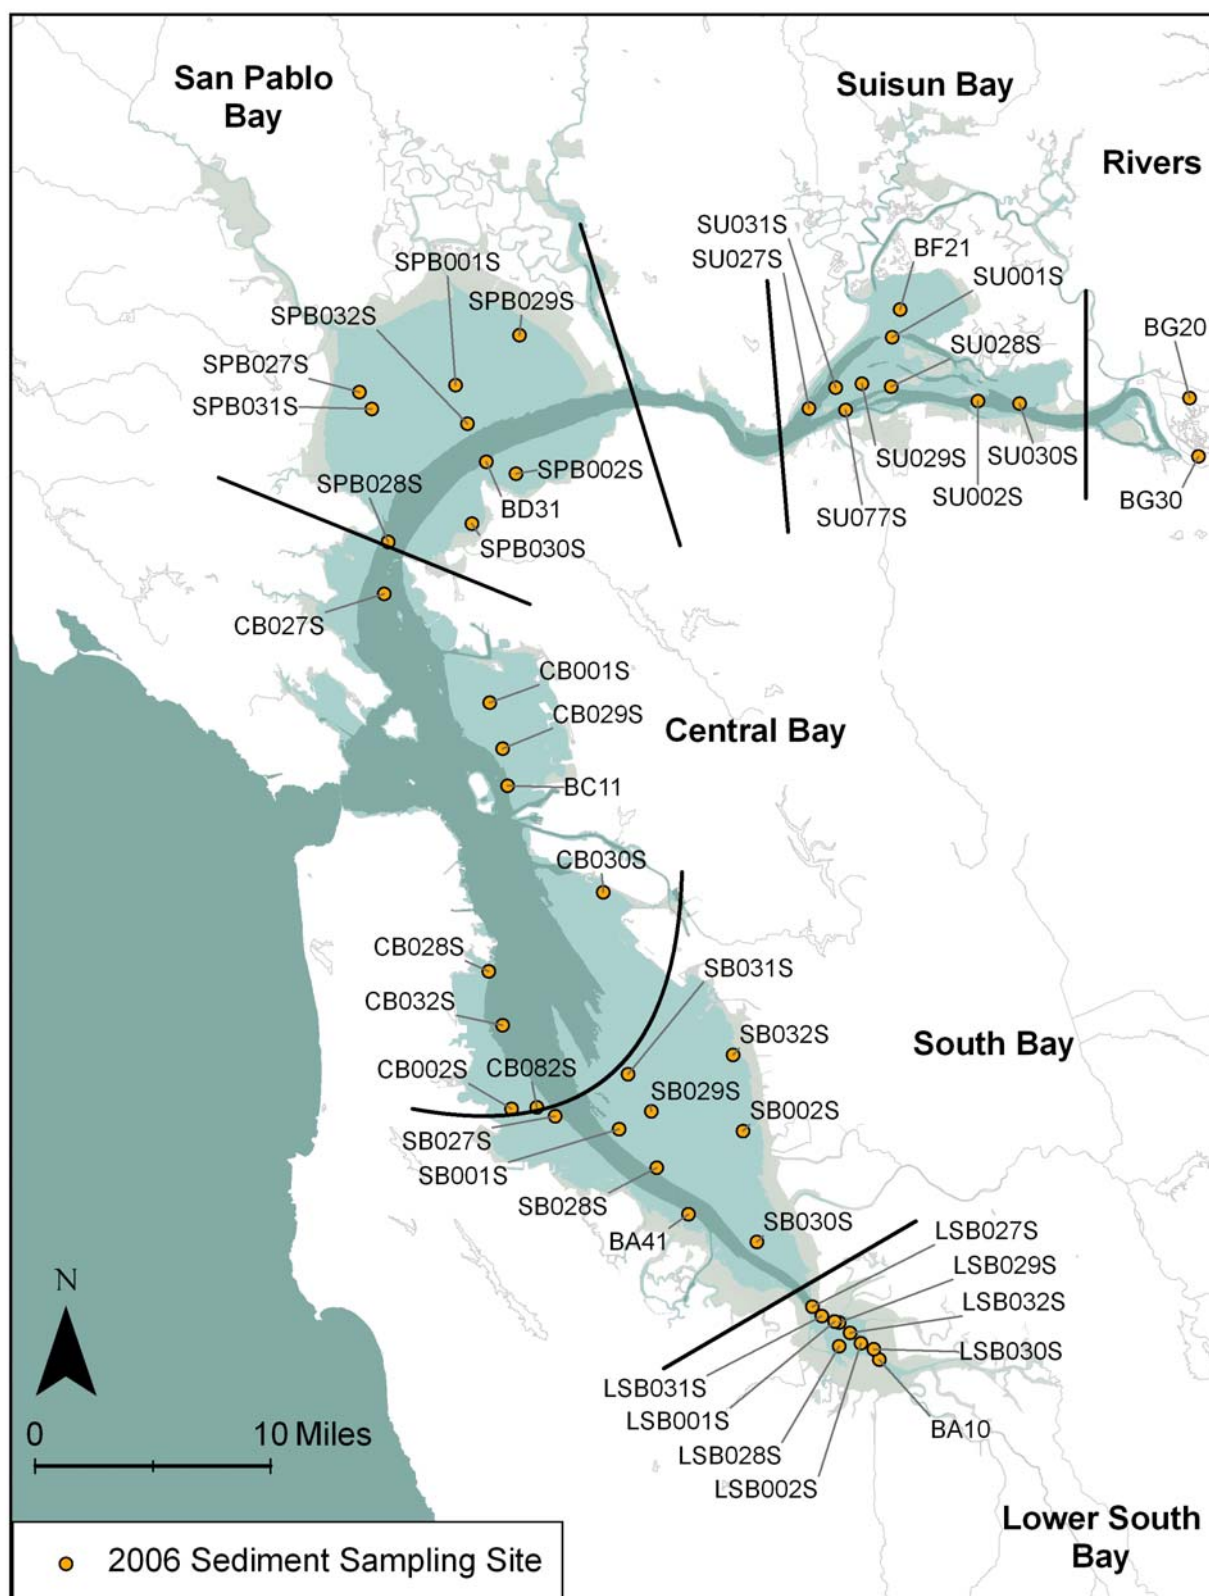 San Pablo
Bay
Suisun Bay
Rivers
SU031S
SU027S
BF21
SU001S
SPB001S
SPB029S
SPB032S
SU028S
BG20
SPB027S
SPB031S
SU029S
SU030S
SPB028S
SPB002S
SU002S
BD31
SU077S
BG30
SPB030S
CB027S
CB001S
CB029S
Central Bay
BC11
CB030S
CB028S
SB031S
CB032S
SB032S
South Bay
CB002S
CB082S
SB029S
SB002S
SB027S
SB001S
SB028S
BA41
SB030S
LSB027S
LSB029S
LSB032S
LSB030S
N
LSB031S
LSB001S
BA10
LSB028S
LSB002S
0
10 Miles
Lower South
Bay
2006 Sediment Sampling Site